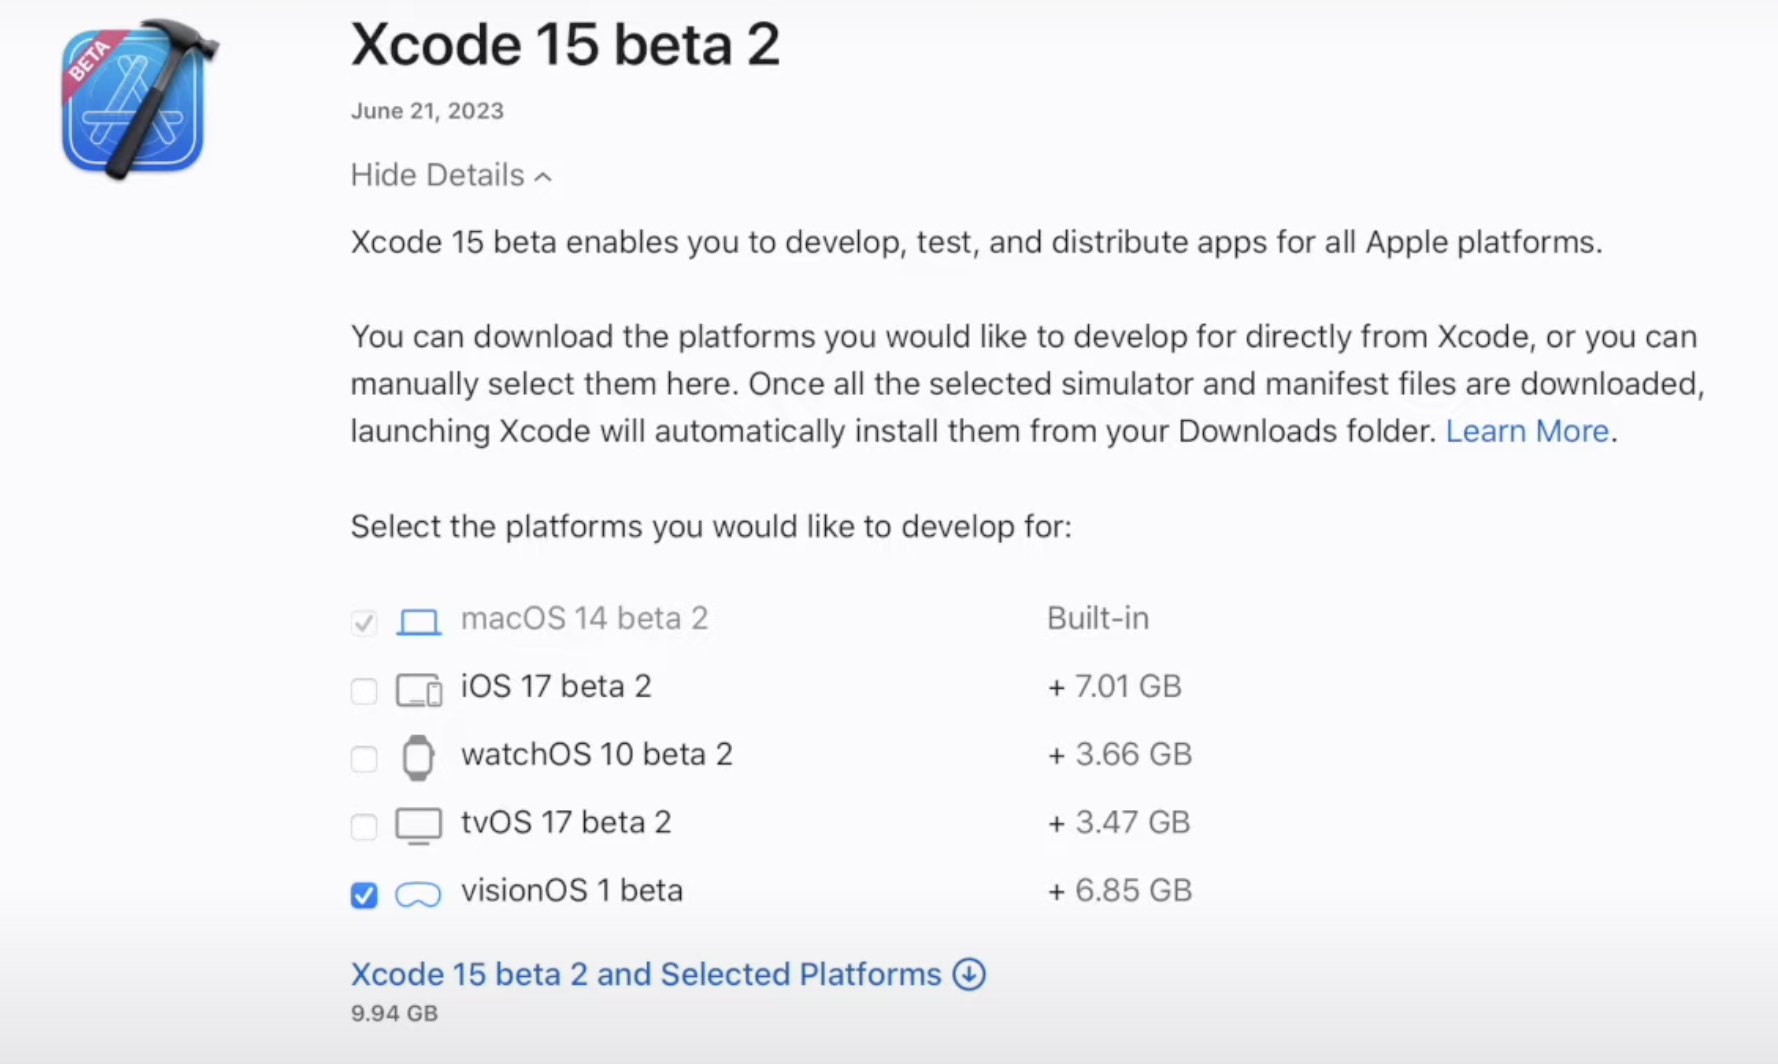 BETA
Xcode 15 beta 2
June 21, 2023
Hide Details
Xcode 15 beta enables you to develop, test, and distribute apps for all Apple platforms.
You can download the platforms you would like to develop for directly from Xcode, or you can
manually select them here. Once all the selected simulator and manifest files are downloaded,
launching Xcode will automatically install them from your Downloads folder. Learn More.
Select the platforms you would like to develop for:
macOS 14 beta 2 Built-in
iOS 17 beta 2 + 7.01 GB
watchOS 10 beta 2 + 3.66 GB
tvOS 17 beta 2 + 3.47 GB
visionOS 1 beta + 6.85 GB
Xcode 15 beta 2 and Selected Platforms
9.94 GB